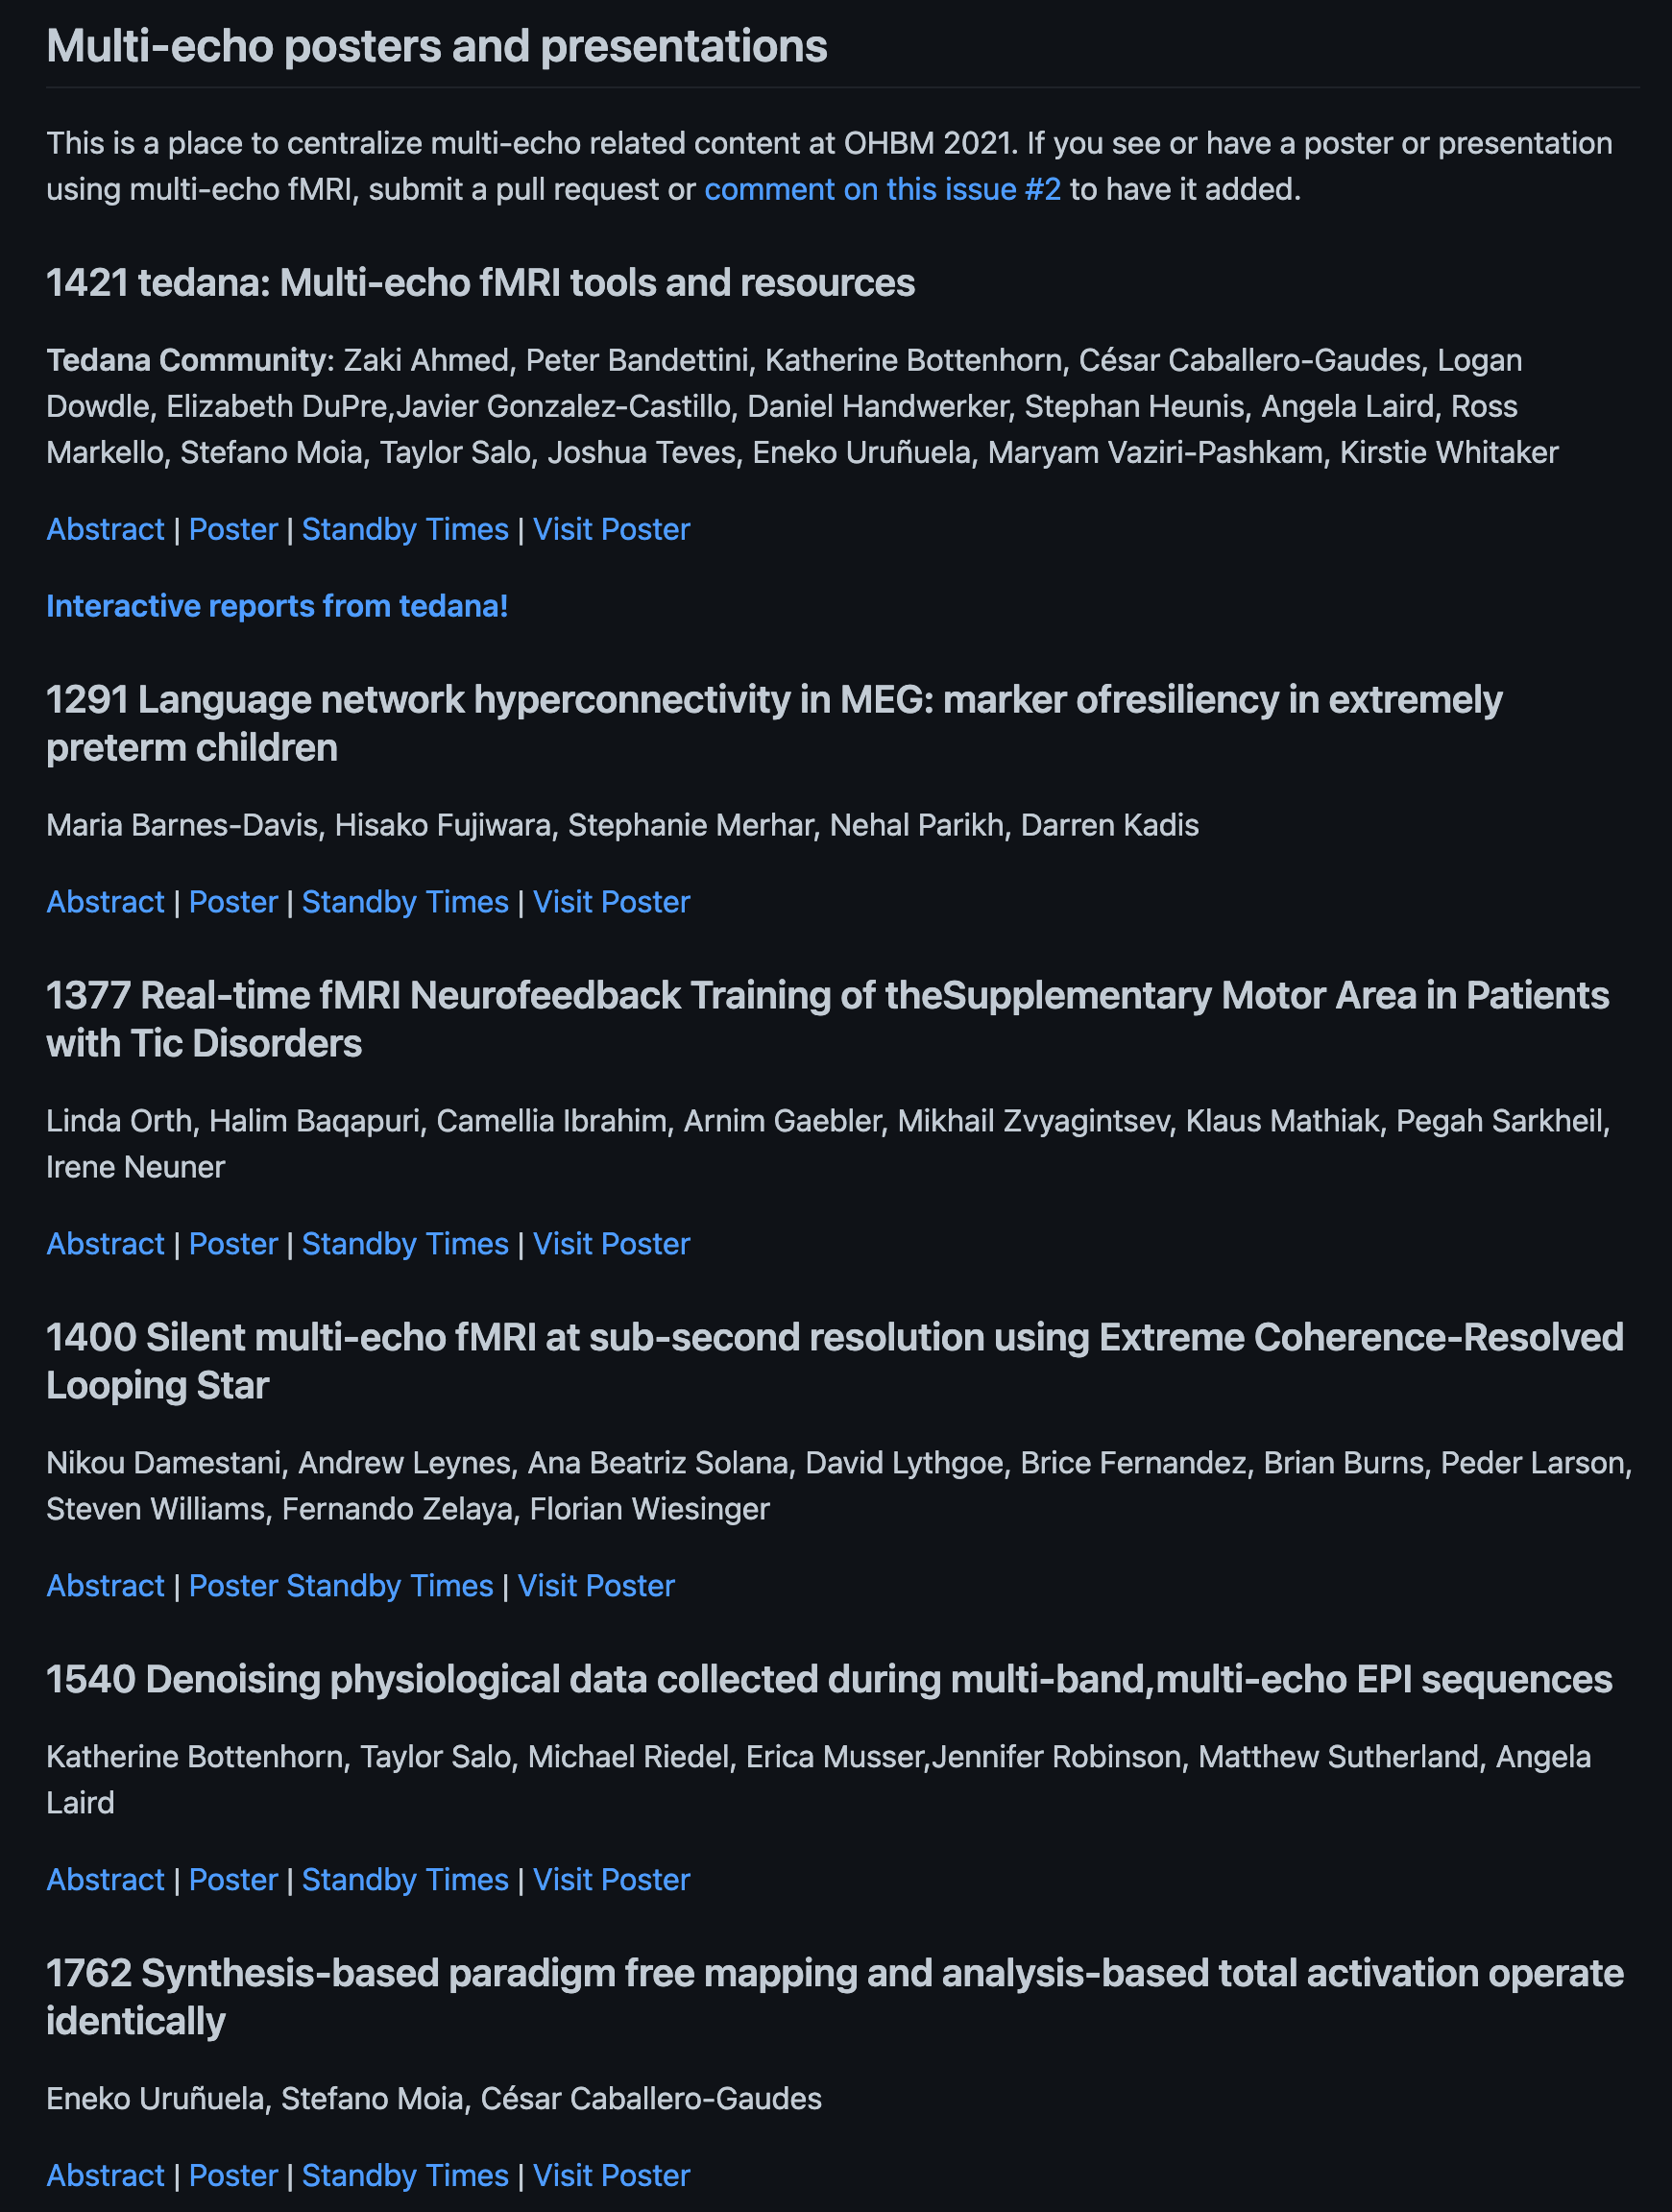 Multi-echo posters and presentations
This is a place to centralize multi-echo related content at OHBM 2021. If you see or have a poster or presentation
using multi-echo fMRI, submit a pull request or comment on this issue #2 to have it added.
1421 tedana: Multi-echo fMRI tools and resources
Tedana Community: Zaki Ahmed, Peter Bandettini, Katherine Bottenhorn, César Caballero-Gaudes, Logan
Dowdle, Elizabeth DuPre,Javier Gonzalez-Castillo, Daniel Handwerker, Stephan Heunis, Angela Laird, Ross
Markello, Stefano Moia, Taylor Salo, Joshua Teves, Eneko Uruñuela, Maryam Vaziri-Pashkam, Kirstie Whitaker
Abstract | Poster | Standby Times | Visit Poster
Interactive reports from tedana!
1291 Language network hyperconnectivity in MEG: marker ofresiliency in extremely
preterm children
Maria Barnes-Davis, Hisako Fujiwara, Stephanie Merhar, Nehal Parikh, Darren Kadis
Abstract | Poster | Standby Times | Visit Poster
1377 Real-time fMRI Neurofeedback Training of theSupplementary Motor Area in Patients
with Tic Disorders
Linda Orth, Halim Baqapuri, Camellia Ibrahim, Arnim Gaebler, Mikhail Zvyagintsev, Klaus Mathiak, Pegah Sarkheil,
Irene Neuner
Abstract | Poster | Standby Times | Visit Poster
1400 Silent multi-echo fMRI at sub-second resolution using Extreme Coherence-Resolved
Looping Star
Nikou Damestani, Andrew Leynes, Ana Beatriz Solana, David Lythgoe, Brice Fernandez, Brian Burns, Peder Larson,
Steven Williams, Fernando Zelaya, Florian Wiesinger
Abstract | Poster Standby Times | Visit Poster
1540 Denoising physiological data collected during multi-band,multi-echo EPI sequences
Katherine Bottenhorn, Taylor Salo, Michael Riedel, Erica Musser,Jennifer Robinson, Matthew Sutherland, Angela
Laird
Abstract | Poster | Standby Times | Visit Poster
1762 Synthesis-based paradigm free mapping and analysis-based total activation operate
identically
Eneko Uruñuela, Stefano Moia, César Caballero-Gaudes
Abstract | Poster | Standby Times | Visit Poster